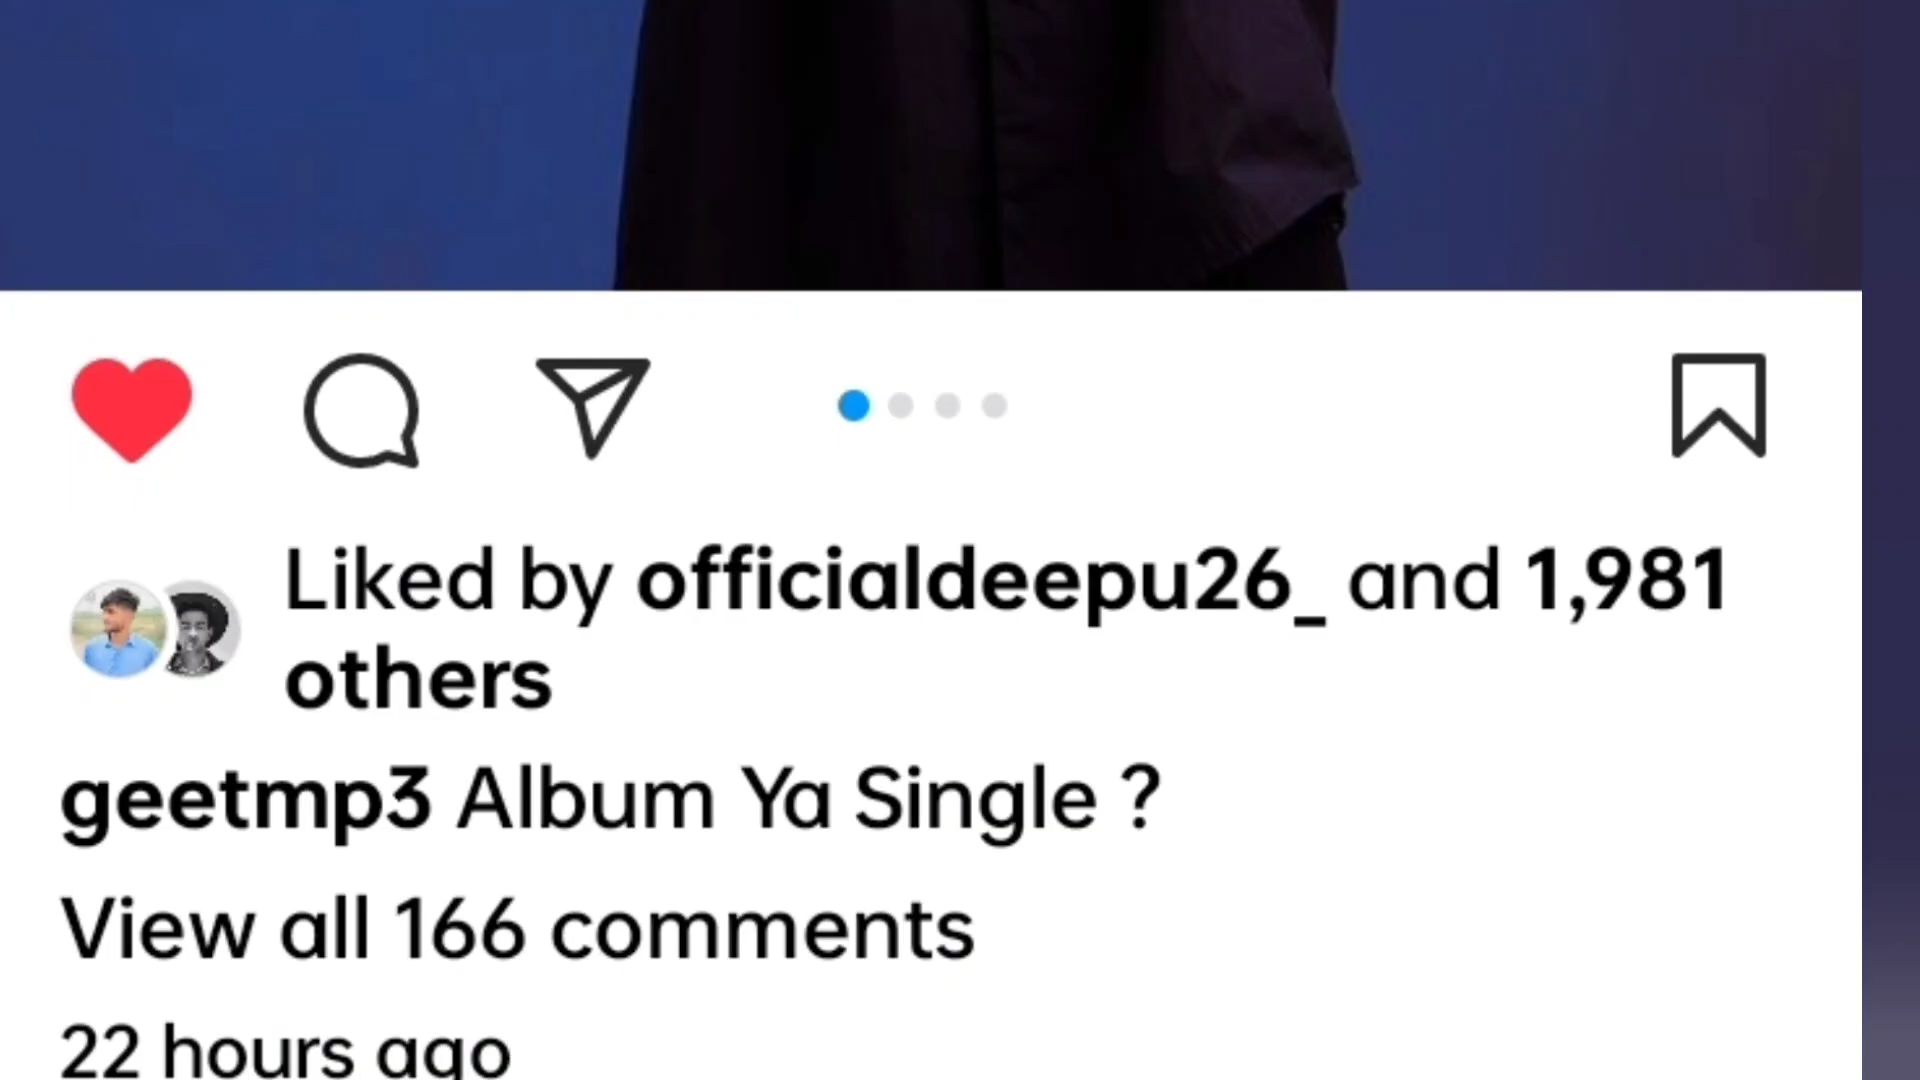 Liked by officialdeepu26_ and 1,981
others
geetmp3 Album Ya Single ?
View all 166 comments
22 hours ago